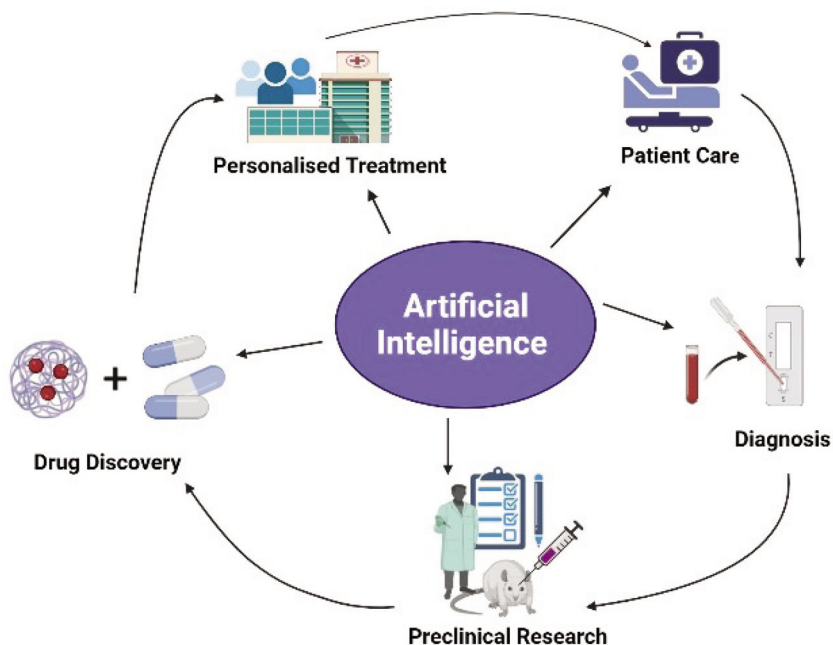 Personalised Treatment
Patient Care
Artificial
Intelligence
C
T
S
Diagnosis
Drug Discovery
Preclinical Research